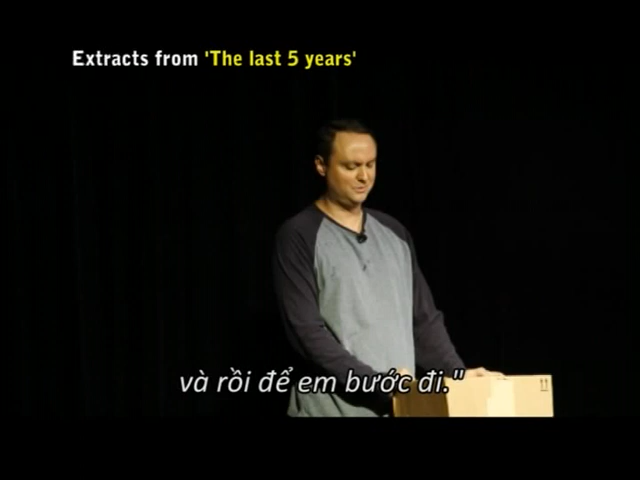 Extracts from 'The last 5 years'
và rồi để em bước đi."